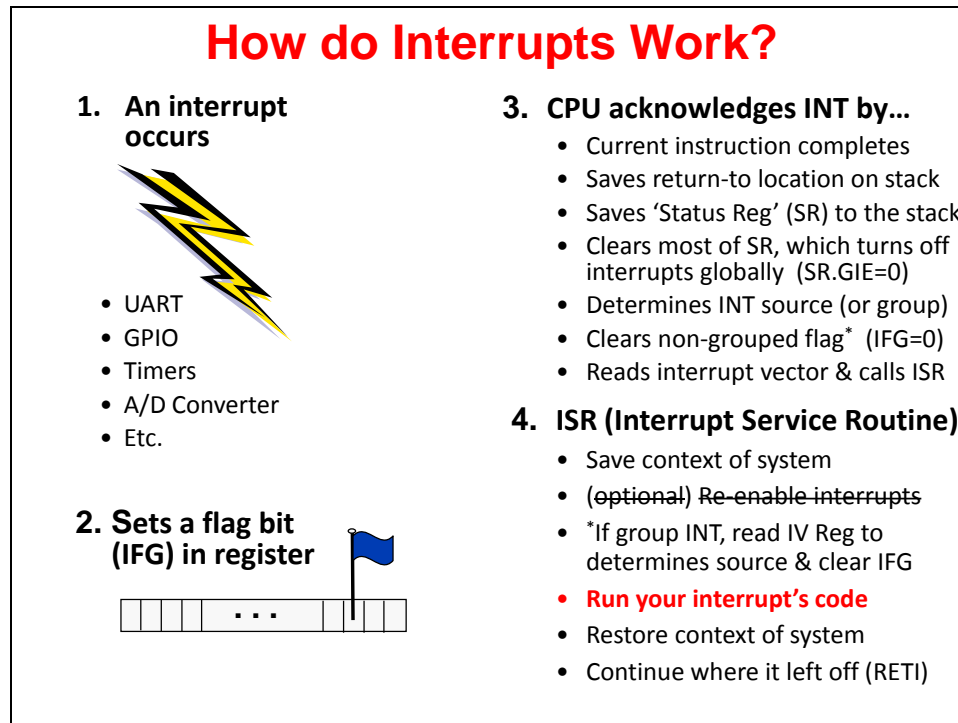 How do Interrupts Work?
1. An interrupt
occurs
• UART
• GPIO
• Timers
• A/D Converter
• Etc.
2. Sets a flag bit
(IFG) in register
...
3. CPU acknowledges INT by…
• Current instruction completes
• Saves return-to location on stack
• Saves ‘Status Reg’ (SR) to the stack
• Clears most of SR, which turns off
interrupts globally (SR.GIE=0)
• Determines INT source (or group)
• Clears non-grouped flag* (IFG=0)
• Reads interrupt vector & calls ISR
4. ISR (Interrupt Service Routine)
• Save context of system
• (optional) Re-enable interrupts
• *If group INT, read IV Reg to
determines source & clear IFG
• Run your interrupt’s code
• Restore context of system
• Continue where it left off (RETI)